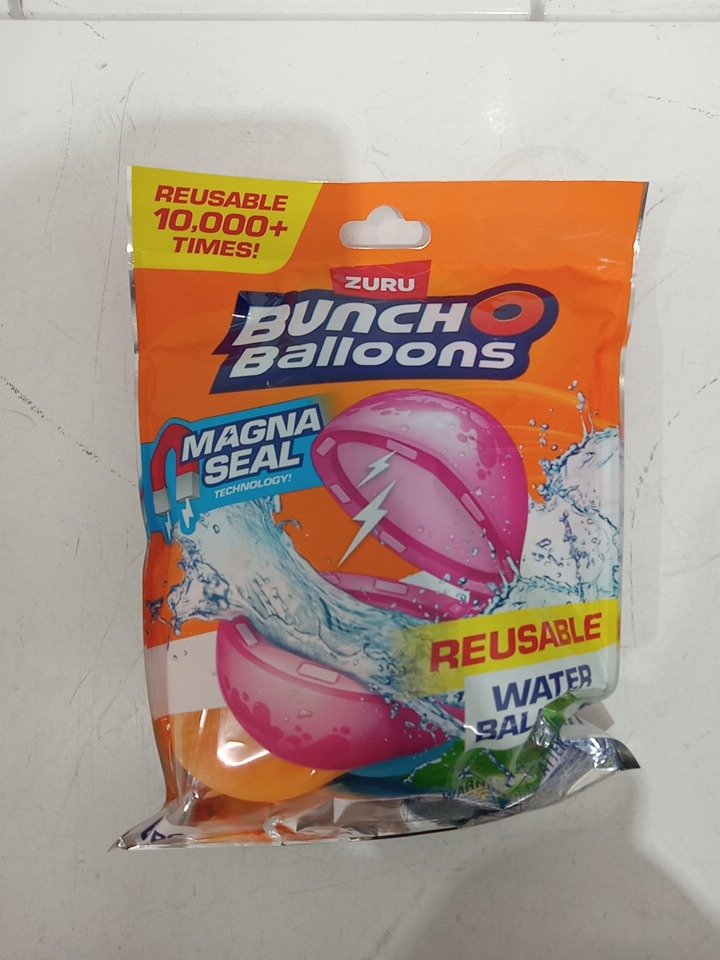 REUSABLE
10,000+
TIMES!
ZURU
BUNCH O
Balloons
MAGNA
SEAL
TECHNOLOGY!
REUSABLE
WATER